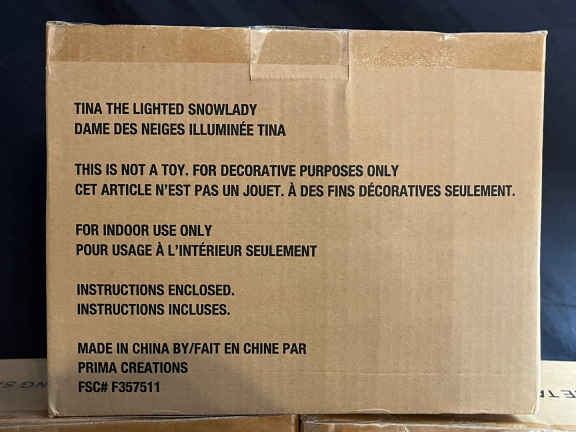 TINA THE LIGHTED SNOWLADY
DAME DES NEIGES ILLUMINÉE TINA
THIS IS NOT A TOY. FOR DECORATIVE PURPOSES ONLY
CET ARTICLE N'EST PAS UN JOUET. À DES FINS DÉCORATIVES SEULEMENT.
FOR INDOOR USE ONLY
POUR USAGE À L'INTÉRIEUR SEULEMENT
INSTRUCTIONS ENCLOSED.
INSTRUCTIONS INCLUSES.
MADE IN CHINA BY/FAIT EN CHINE PAR
PRIMA CREATIONS
FSC# F357511